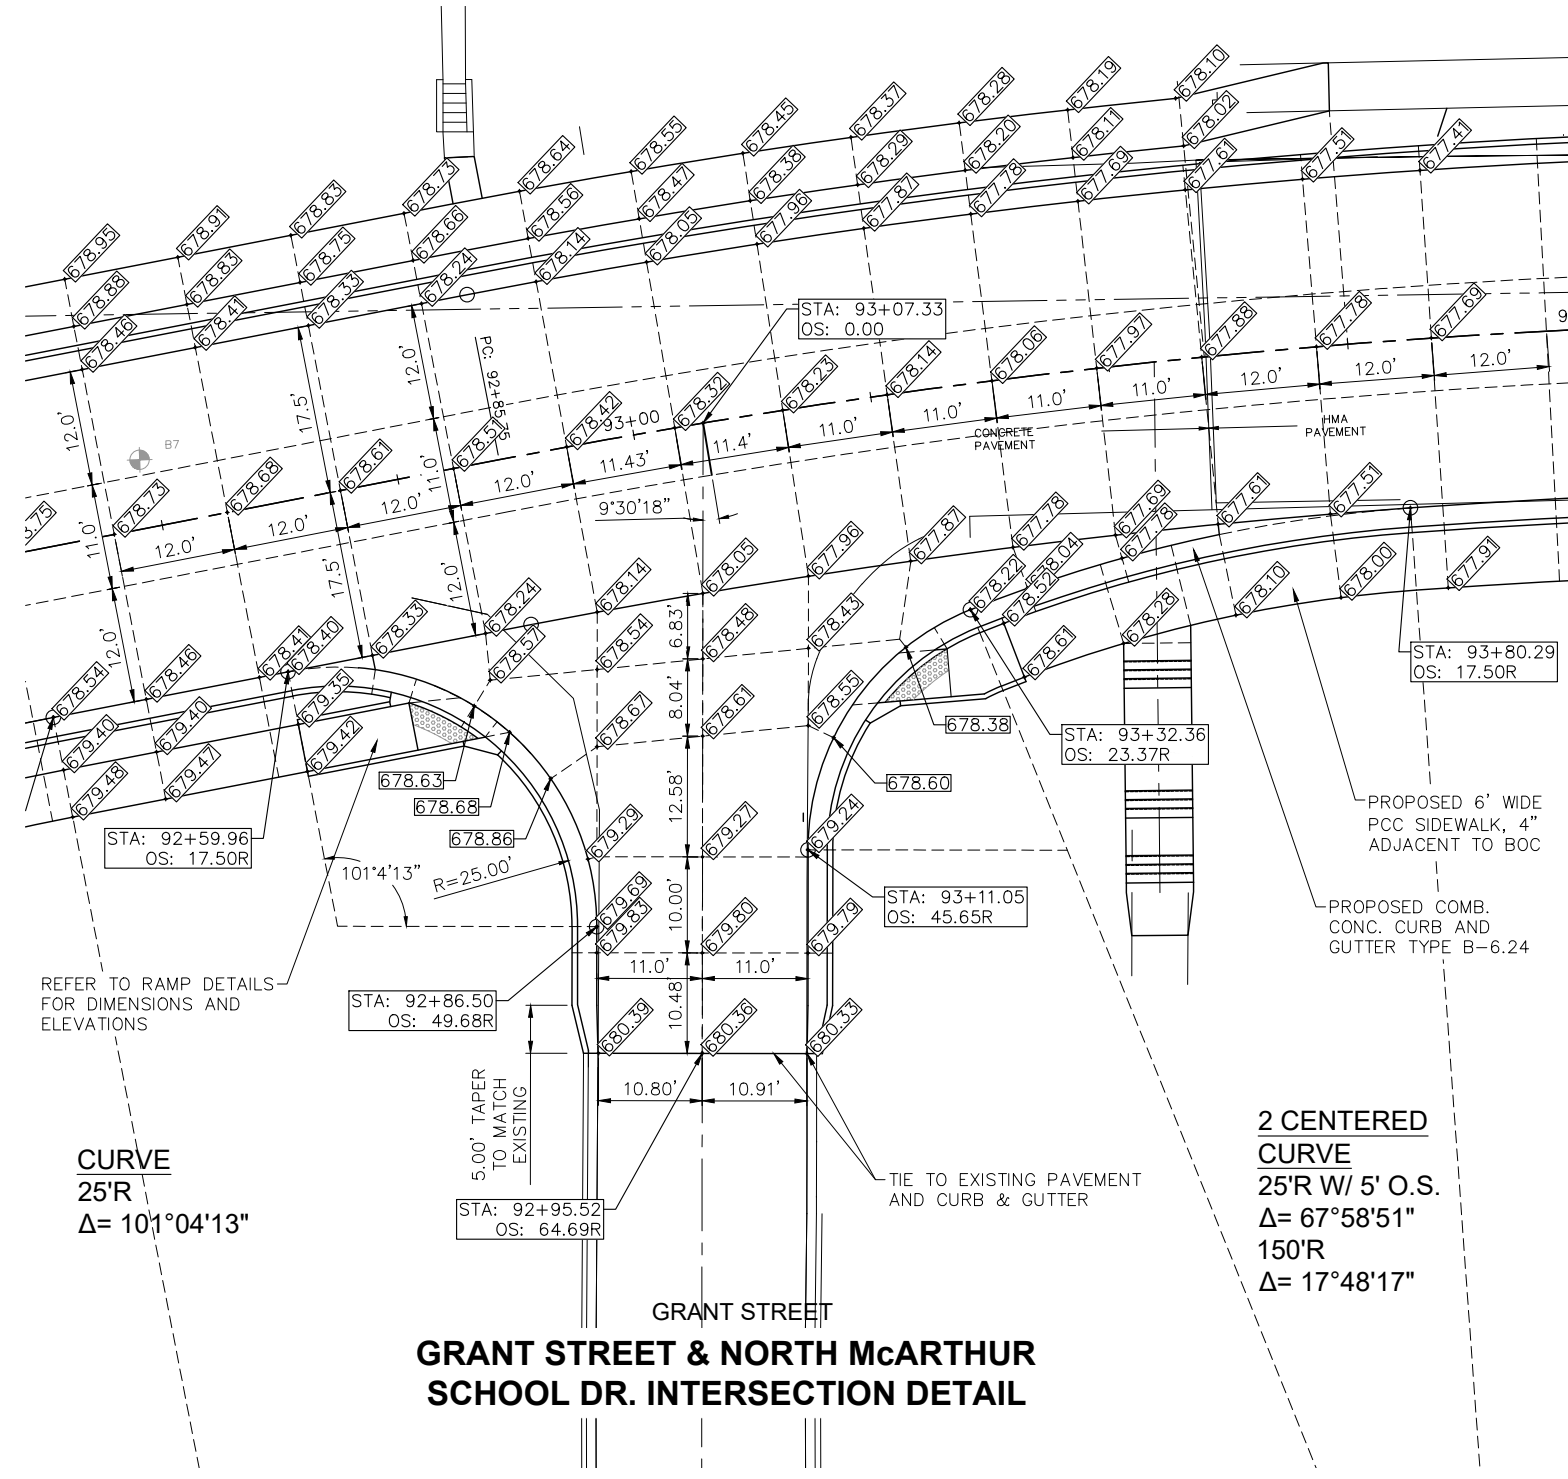 678.95
678.91
678.83
678.73
678.64
678.55
678.45
678.37
678.28
678.19
678.10
678.88
678.83
678.75
678.66
678.56
678.47
678.38
678.29
678.20
678.11
678.02
678.46
678.41
678.33
678.24
678.14
678.05
677.96
677.87
677.78
677.69
677.61
677.51
677.41
STA: 93+07.33
OS: 0.00
PC: 92+85.75
B7
93+00
3.75
678.73
678.68
678.61
678.51
678.42
678.32
678.23
678.14
678.06
677.97
677.88
677.78
677.69
9
12.0'
17.5'
12.0'
11.0'
11.0'
12.0'
12.0'
12.0'
12.0'
12.0'
11.43'
11.4'
11.0'
11.0'
11.0'
11.0'
12.0'
12.0'
12.0'
17.5'
12.0'
12.0'
CONCRETE
PAVEMENT
HMA
PAVEMENT
9°30'18"
678.54
678.46
678.41
678.40
678.33
678.24
678.14
678.05
677.96
677.87
677.78
677.69
677.61
677.51
678.57
678.54
678.48
678.43
678.22
678.04
677.78
678.52
678.61
678.28
678.10
678.00
677.91
6.83'
8.04'
12.58'
10.00'
10.48'
679.40
679.40
679.35
679.48
679.47
679.42
678.67
678.61
678.55
678.63
678.68
678.86
678.38
678.60
STA: 93+80.29
OS: 17.50R
STA: 93+32.36
OS: 23.37R
STA: 92+59.96
OS: 17.50R
101°4'13"
R=25.00'
679.29
679.27
679.24
PROPOSED 6' WIDE
PCC SIDEWALK, 4"
ADJACENT TO BOC
STA: 93+11.05
OS: 45.65R
679.69
679.83
679.80
679.79
11.0'
11.0'
PROPOSED COMB.
CONC. CURB AND
GUTTER TYPE B-6.24
REFER TO RAMP DETAILS
FOR DIMENSIONS AND
ELEVATIONS
STA: 92+86.50
OS: 49.68R
680.39
680.36
680.33
10.80'
10.91'
5.00' TAPER
TO MATCH
EXISTING
CURVE
25'R
Δ= 101°04'13"
STA: 92+95.52
OS: 64.69R
TIE TO EXISTING PAVEMENT
AND CURB & GUTTER
2 CENTERED
CURVE
25'R W/ 5' O.S.
Δ= 67°58'51"
150'R
Δ= 17°48'17"
GRANT STREET
GRANT STREET & NORTH McARTHUR
SCHOOL DR. INTERSECTION DETAIL